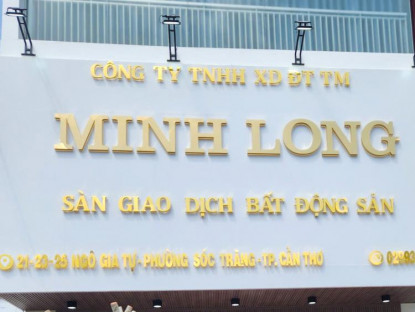 CÔNG TY TNHH XD ĐT TM
MINH LONG
SÀN GIAO DỊCH BẤT ĐỘNG SẢN
21-23-25 NGÔ GIA TỰ - PHƯỜNG SÓC TRĂNG - TP. CẦN THƠ